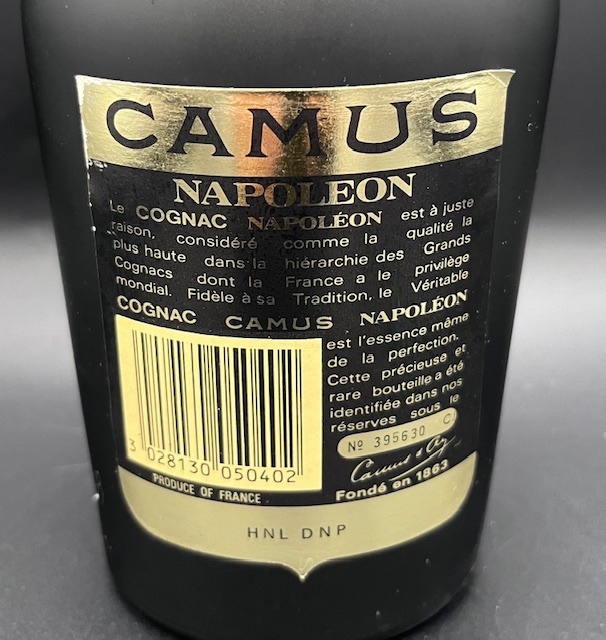 CAMUS
NAPOLEON
Le COGNAC NAPOLÉON est à juste
raison, considéré comme la qualité la
plus haute dans la hiérarchie des Grands
Cognacs dont la France a le privilège
mondial. Fidèle à sa Tradition, le Véritable
COGNAC CAMUS NAPOLÉON
est l'essence même
de la perfection.
Cette précieuse et
rare bouteille a été
identifiée dans nos
réserves sous le
Nº 395630 C
Camus & Cie
Fondé en 1863
3 028130 050402
PRODUCE OF FRANCE
HNL DNP